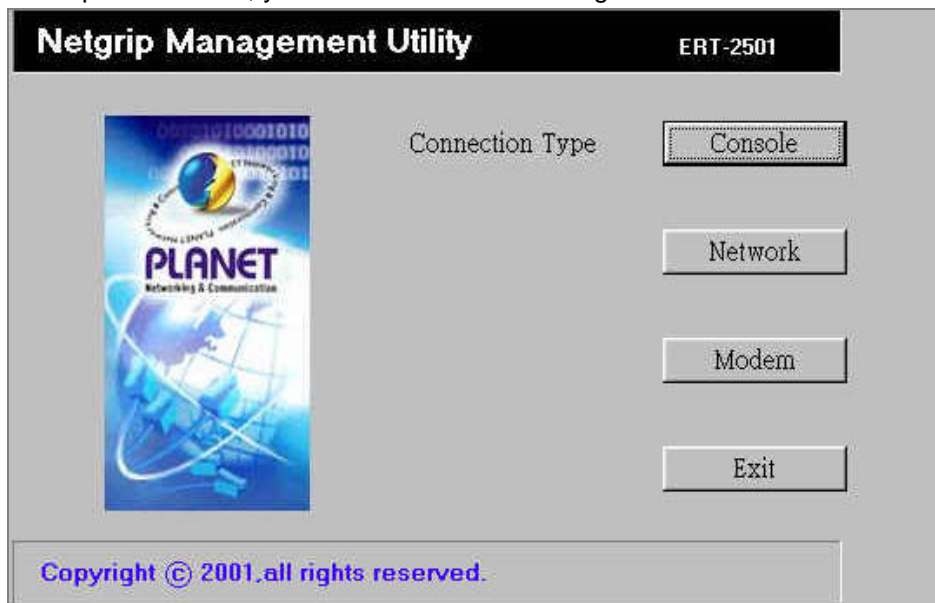 Netgrip Management Utility
ERT-2501
Connection Type
Console
Network
Modem
Exit
PLANET
Networking & Communication
Copyright © 2001,all rights reserved.